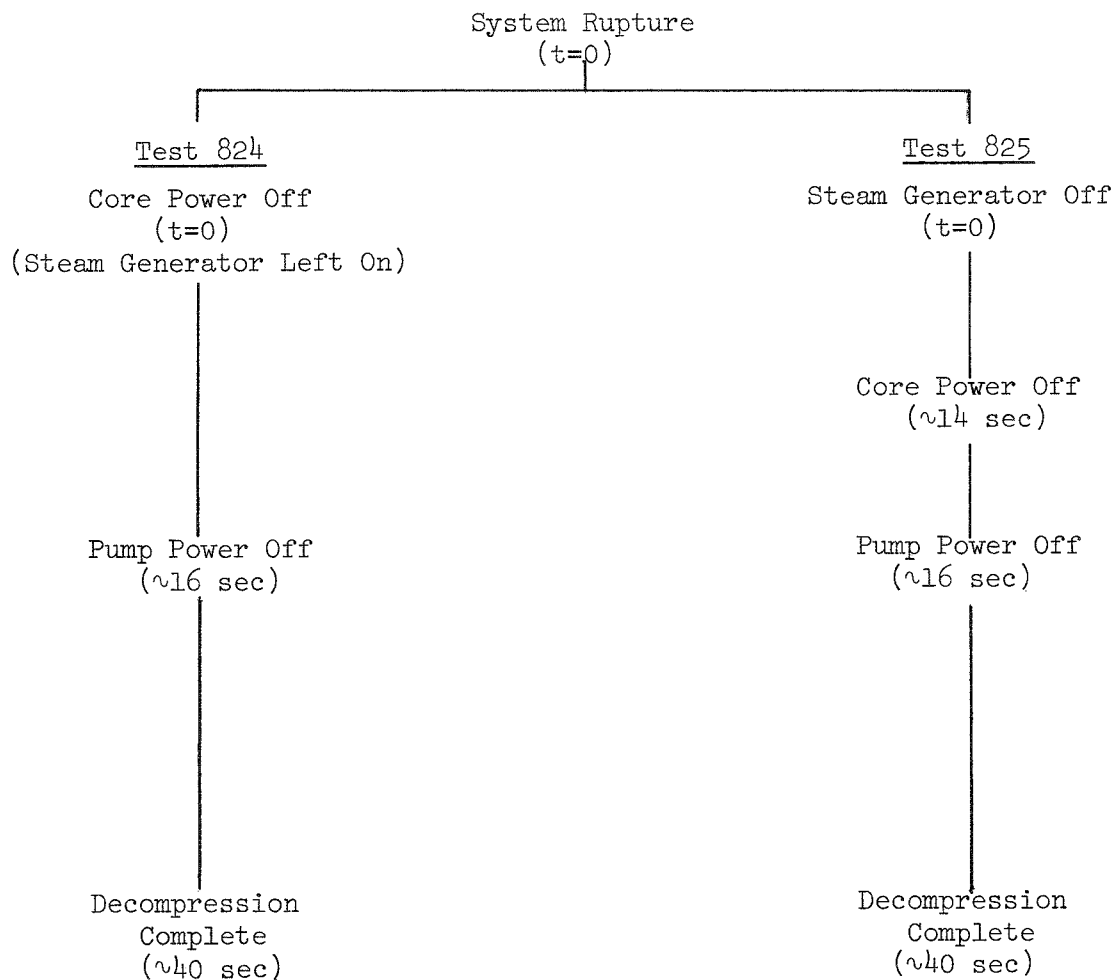 System Rupture
(t=0)
Test 824
Core Power Off
(t=0)
(Steam Generator Left On)
Pump Power Off
(~16 sec)
Decompression
Complete
(~40 sec)
Test 825
Steam Generator Off
(t=0)
Core Power Off
(~14 sec)
Pump Power Off
(~16 sec)
Decompression
Complete
(~40 sec)